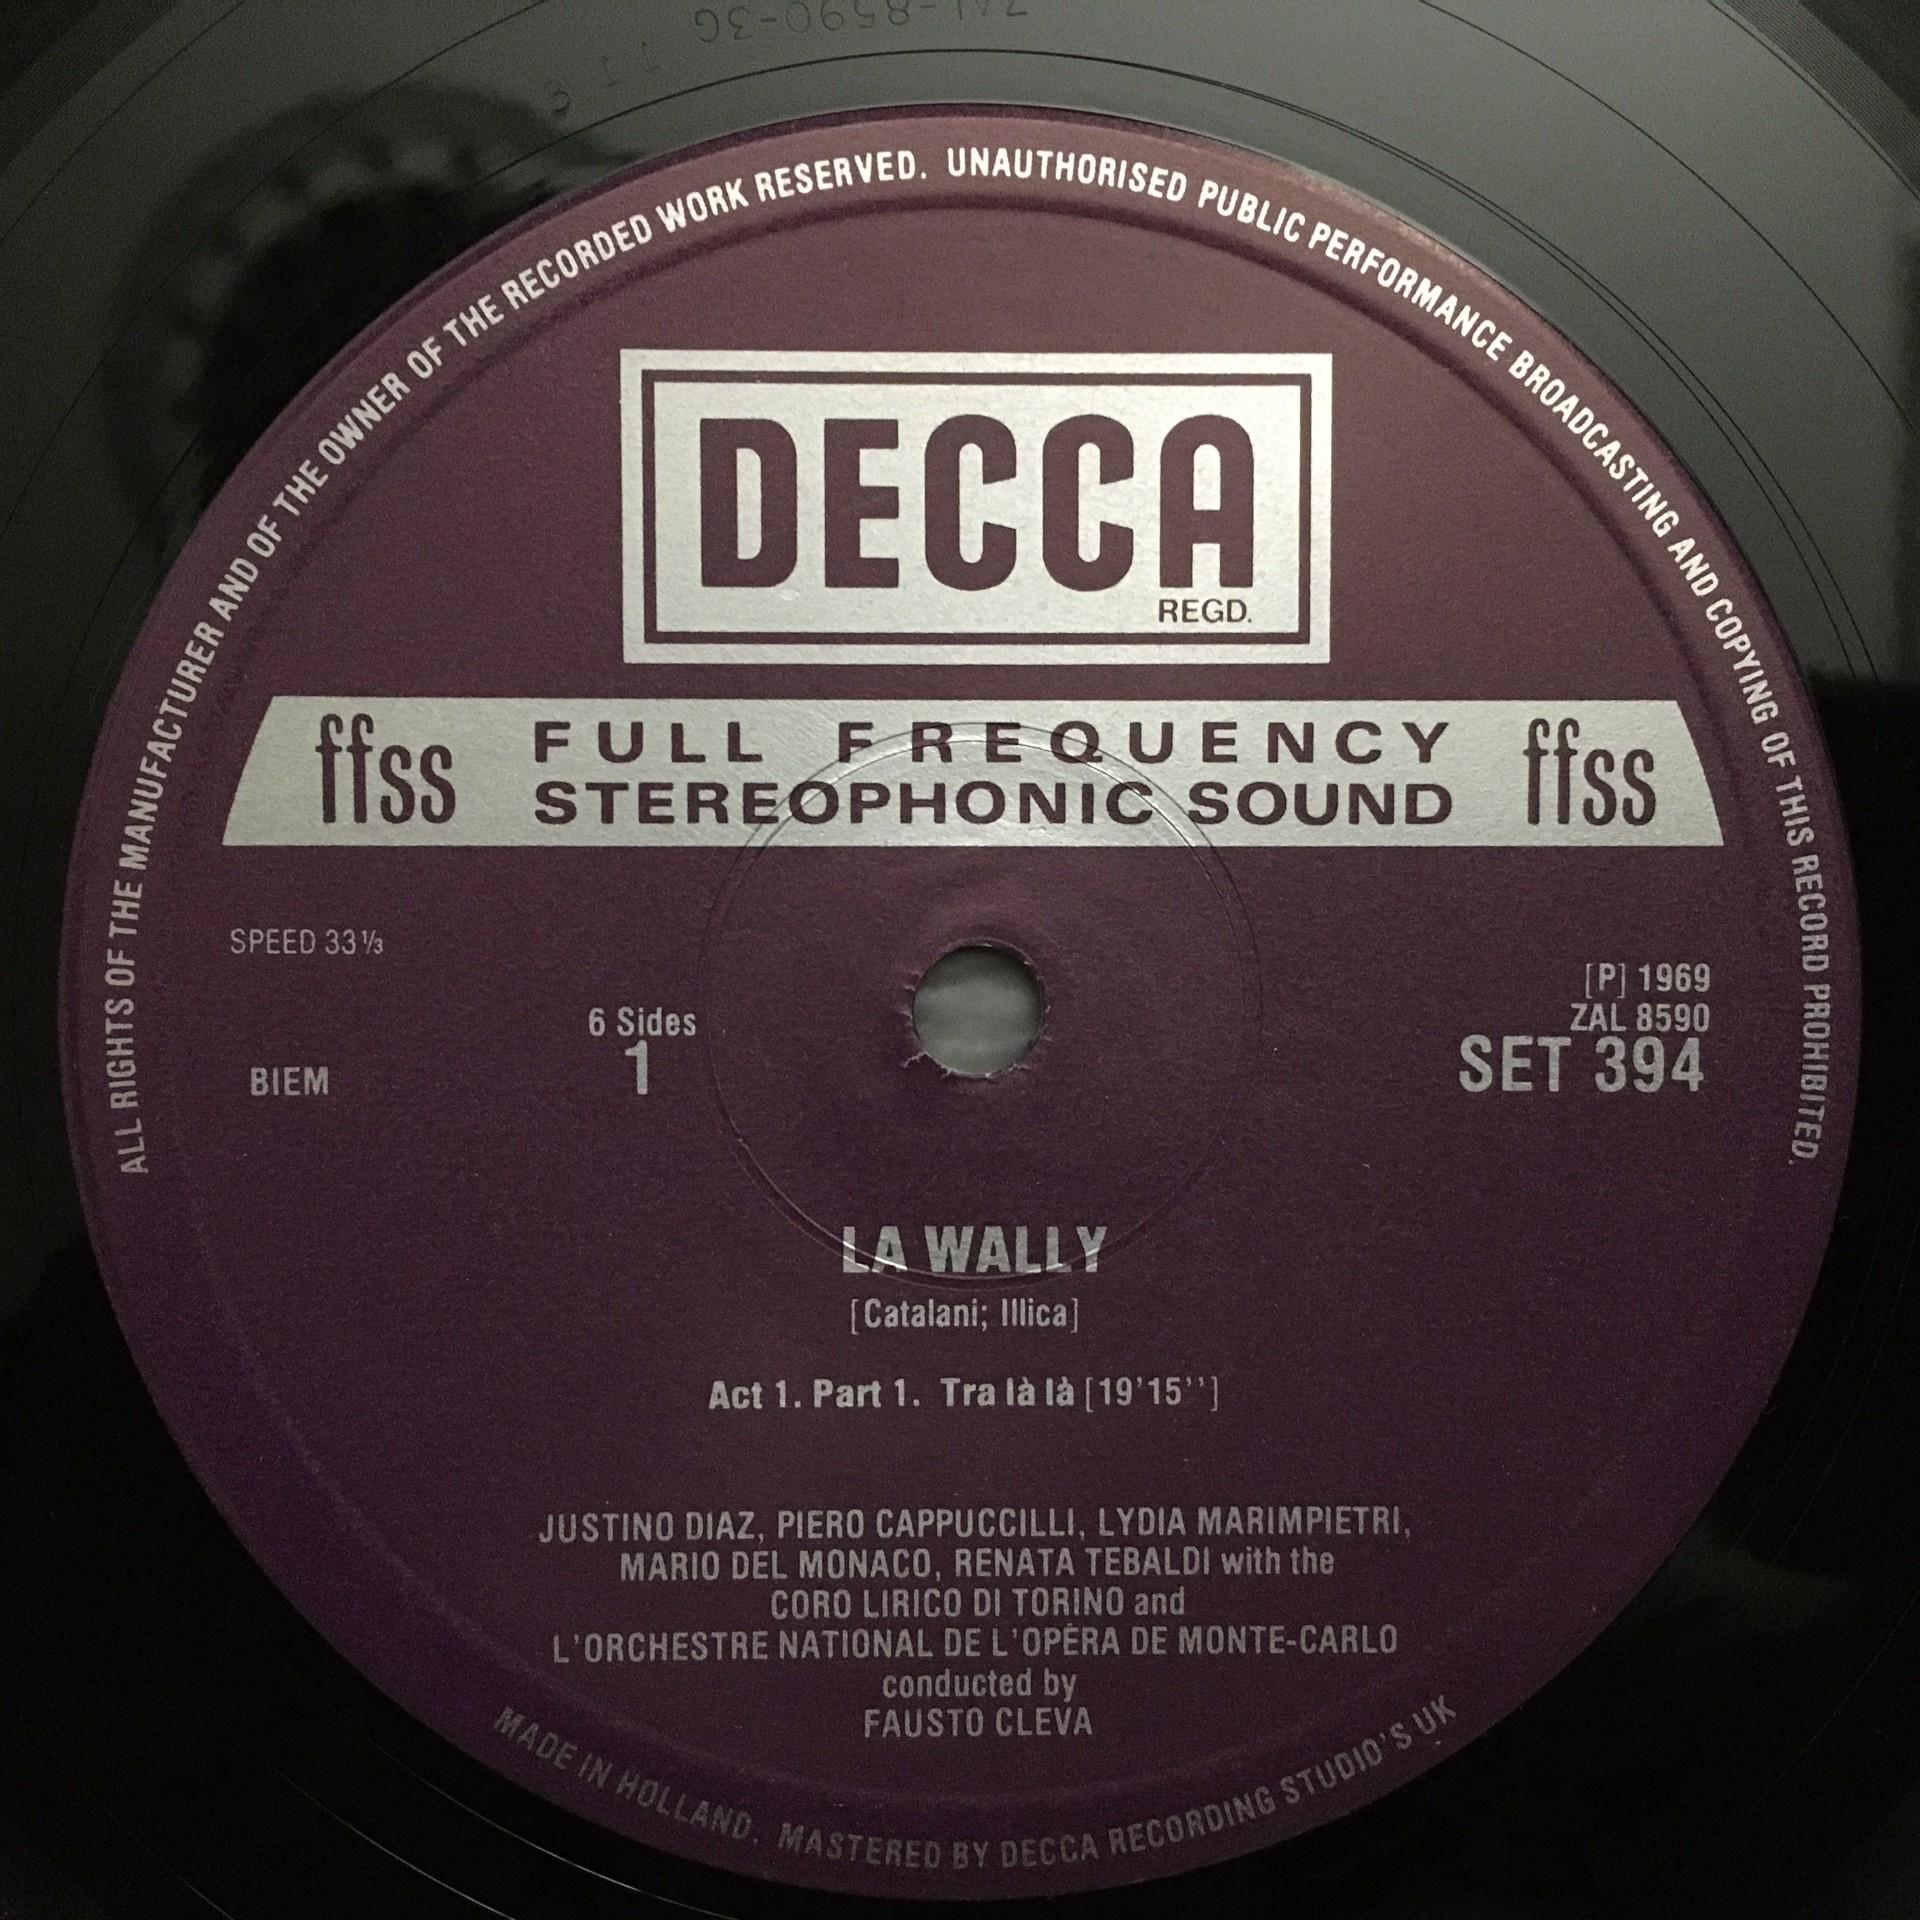 ZAL-8590-3G
ALL RIGHTS OF THE MANUFACTURER AND OF THE OWNER OF THE RECORDED WORK RESERVED. UNAUTHORISED PUBLIC PERFORMANCE BROADCASTING AND COPYING OF THIS RECORD PROHIBITED.
DECCA
REGD.
ffss FULL FREQUENCY STEREOPHONIC SOUND ffss
SPEED 33⅓
[P] 1969
ZAL 8590
SET 394
6 Sides
1
BIEM
LA WALLY
[Catalani; Illica]
Act 1. Part 1. Tra là là [19'15'']
JUSTINO DIAZ, PIERO CAPPUCCILLI, LYDIA MARIMPIETRI,
MARIO DEL MONACO, RENATA TEBALDI with the
CORO LIRICO DI TORINO and
L'ORCHESTRE NATIONAL DE L'OPÉRA DE MONTE-CARLO
conducted by
FAUSTO CLEVA
MADE IN HOLLAND. MASTERED BY DECCA RECORDING STUDIO'S UK